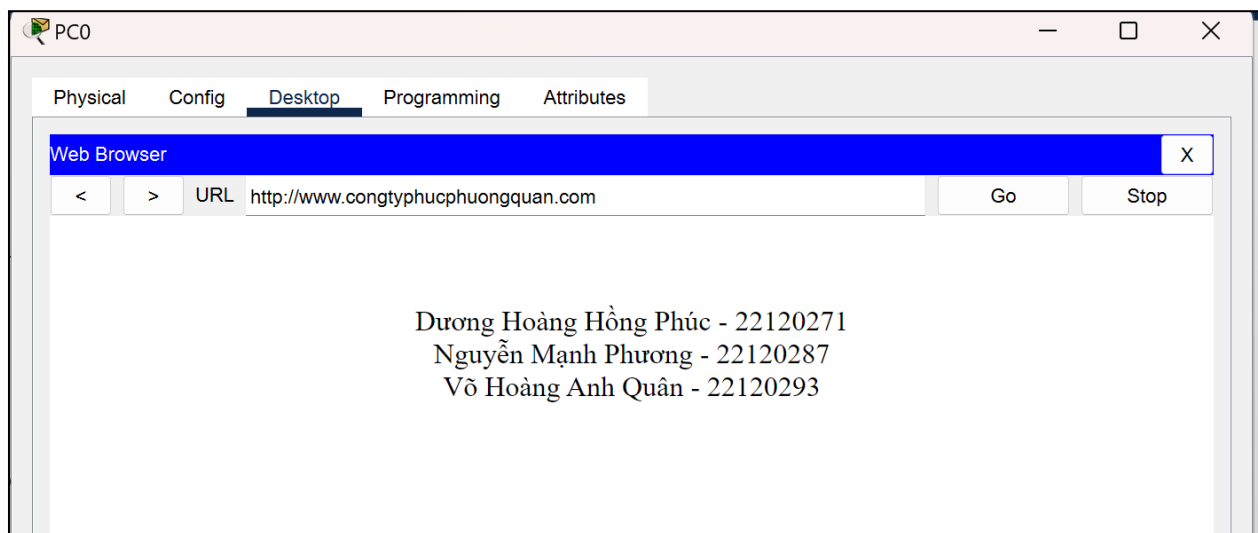 PC0
Physical Config Desktop Programming Attributes
Web Browser X
< > URL http://www.congtyphucphuongquan.com Go Stop
Dương Hoàng Hồng Phúc - 22120271
Nguyễn Mạnh Phương - 22120287
Võ Hoàng Anh Quân - 22120293